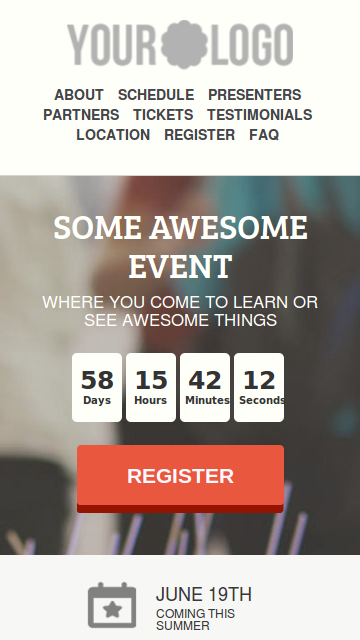 YOUR LOGO
ABOUT SCHEDULE PRESENTERS
PARTNERS TICKETS TESTIMONIALS
LOCATION REGISTER FAQ
SOME AWESOME
EVENT
WHERE YOU COME TO LEARN OR
SEE AWESOME THINGS
58 15 42 12
Days Hours Minutes Seconds
REGISTER
JUNE 19TH
COMING THIS
SUMMER